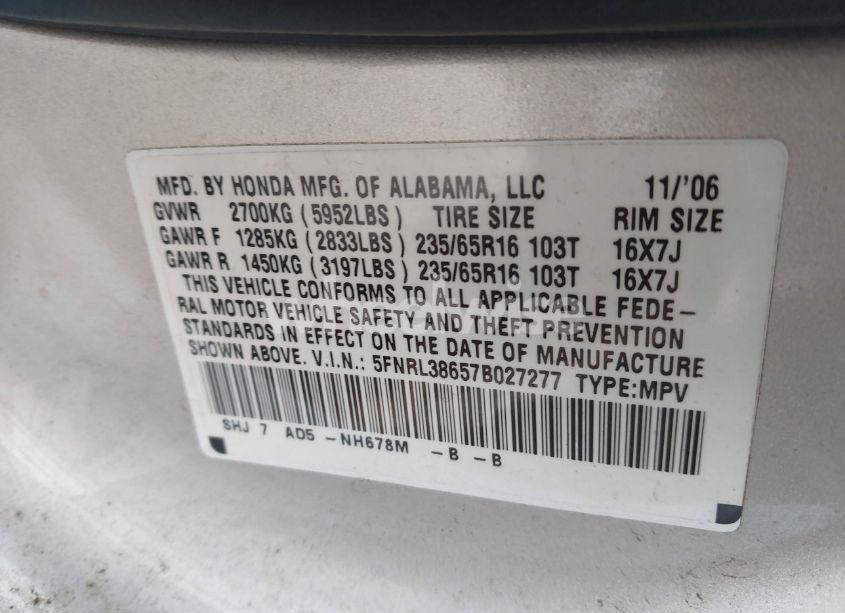 MFD. BY HONDA MFG. OF ALABAMA, LLC 11/'06
GVWR 2700KG (5952LBS) TIRE SIZE RIM SIZE
GAWR F 1285KG (2833LBS) 235/65R16 103T 16X7J
GAWR R 1450KG (3197LBS) 235/65R16 103T 16X7J
THIS VEHICLE CONFORMS TO ALL APPLICABLE FEDE-
RAL MOTOR VEHICLE SAFETY AND THEFT PREVENTION
STANDARDS IN EFFECT ON THE DATE OF MANUFACTURE
SHOWN ABOVE. V.I.N.: 5FNRL38657B027277 TYPE:MPV
SHJ 7 AD5 -NH678M -B -B